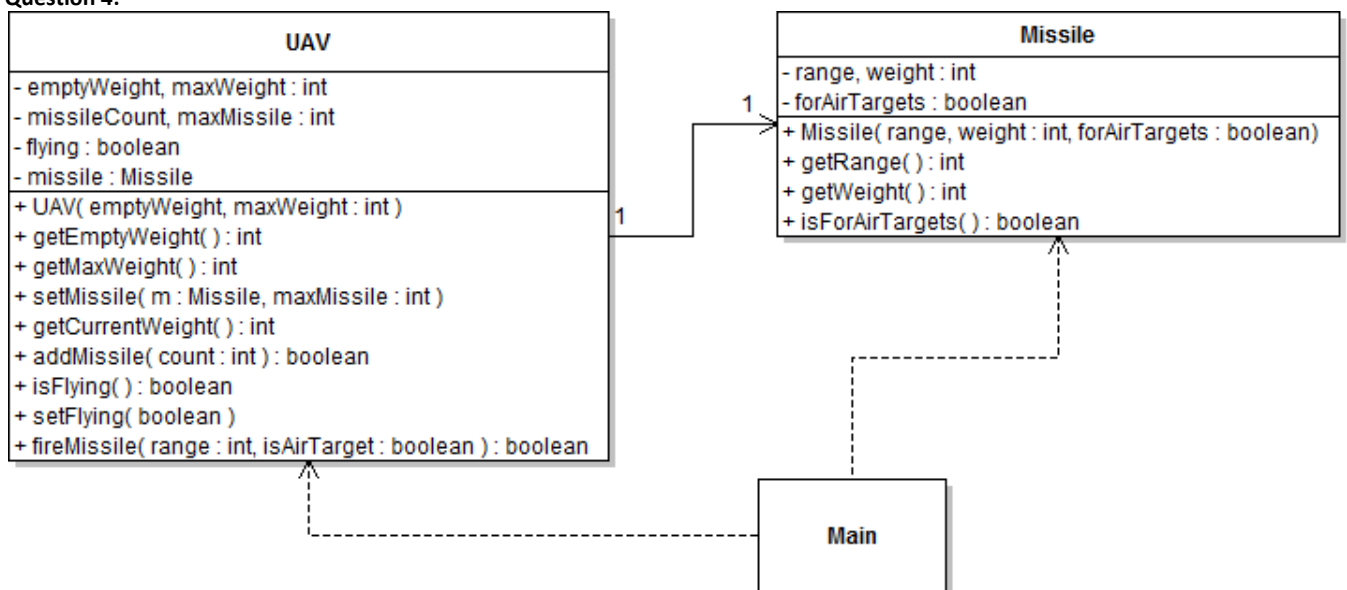 Question 4:
UAV
- emptyWeight, maxWeight : int
- missileCount, maxMissile : int
- flying : boolean
- missile : Missile
+ UAV( emptyWeight, maxWeight : int )
+ getEmptyWeight( ) : int
+ getMaxWeight( ) : int
+ setMissile( m : Missile, maxMissile : int )
+ getCurrentWeight( ) : int
+ addMissile( count : int ) : boolean
+ isFlying( ) : boolean
+ setFlying( boolean )
+ fireMissile( range : int, isAirTarget : boolean ) : boolean
1
1
Missile
- range, weight : int
- forAirTargets : boolean
+ Missile( range, weight : int, forAirTargets : boolean)
+ getRange( ) : int
+ getWeight( ) : int
+ isForAirTargets( ) : boolean
Main